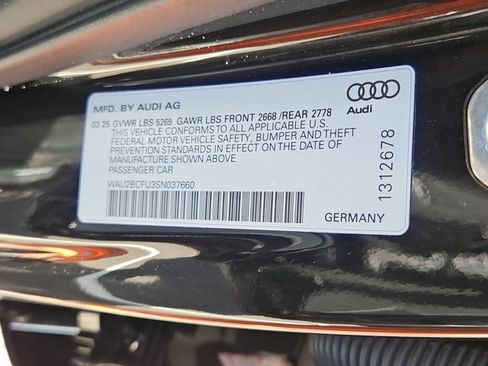 MFD. BY AUDI AG
03 25 GVWR LBS 5269 GAWR LBS FRONT 2668 /REAR 2778
THIS VEHICLE CONFORMS TO ALL APPLICABLE U.S.
FEDERAL MOTOR VEHICLE SAFETY, BUMPER AND THEFT
PREVENTION STANDARDS IN EFFECT ON THE DATE OF
MANUFACTURE SHOWN ABOVE
PASSENGER CAR
WAU2BCFU3SN037660
Audi
1312678
GERMANY